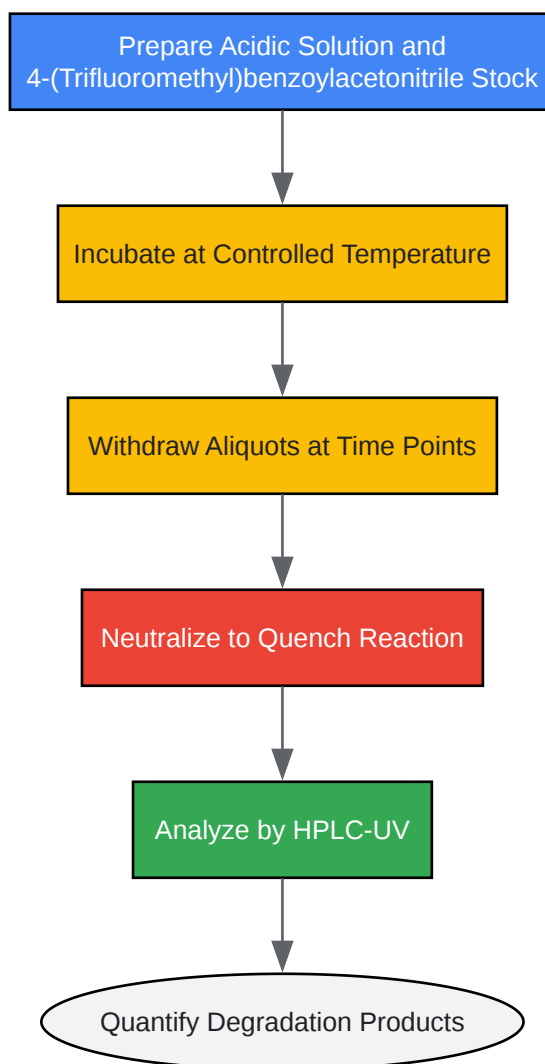 Prepare Acidic Solution and
4-(Trifluoromethyl)benzoylacetonitrile Stock
Incubate at Controlled Temperature
Withdraw Aliquots at Time Points
Neutralize to Quench Reaction
Analyze by HPLC-UV
Quantify Degradation Products